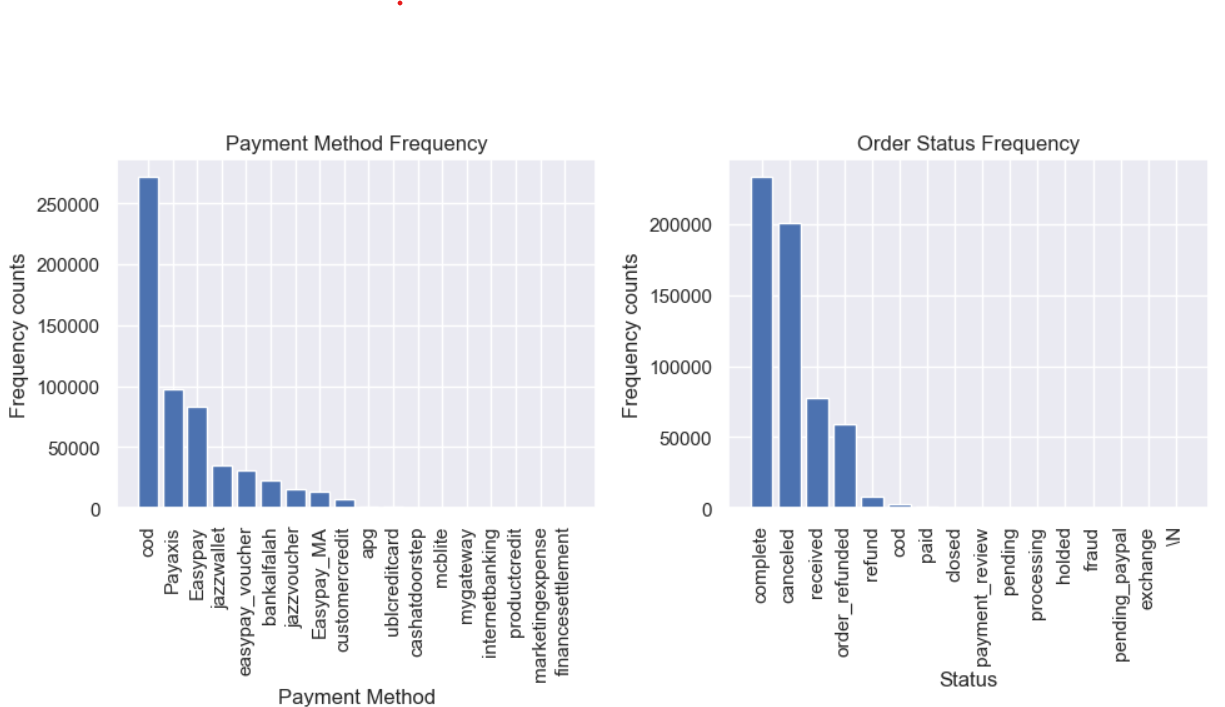 Payment Method Frequency
Frequency counts
250000
200000
150000
100000
50000
0
cod
Payaxis
Easypay
jazzwallet
easypay_voucher
bankalfalah
jazzvoucher
Easypay_MA
customercredit
apg
ublcreditcard
cashatdoorstep
mcblite
mygateway
internetbanking
productcredit
marketingexpense
financesettlement
Payment Method
Order Status Frequency
Frequency counts
200000
150000
100000
50000
0
complete
canceled
received
order_refunded
refund
cod
paid
closed
payment_review
pending
processing
holded
fraud
pending_paypal
exchange
\N
Status